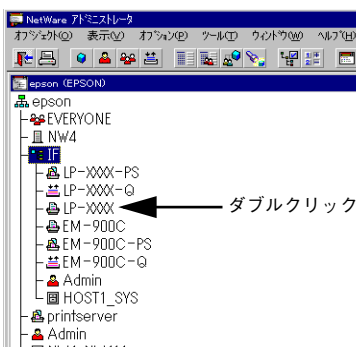 NetWare アドミニストレータ
オブジェクト(O) 表示(V) オプション(P) ツール(T) ウィンドウ(W) ヘルプ(H)
epson (EPSON)
epson
EVERYONE
NW4
IF
LP-XXX-PS
LP-XXX-Q
LP-XXX
ダブルクリック
EM-900C
EM-900C-PS
EM-900C-Q
Admin
HOST1_SYS
printserver
Admin